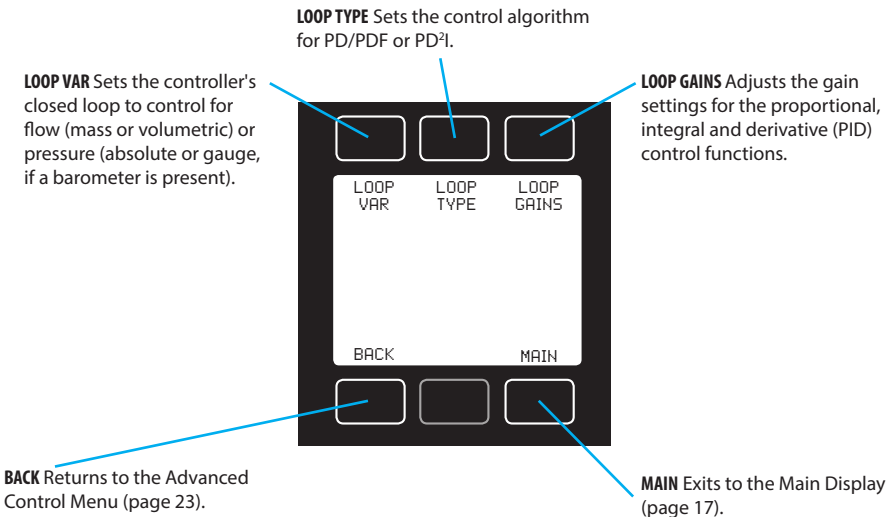 LOOP TYPE Sets the control algorithm
for PD/PDF or PD²I.
LOOP VAR Sets the controller's
closed loop to control for
flow (mass or volumetric) or
pressure (absolute or gauge,
if a barometer is present).
LOOP GAINS Adjusts the gain
settings for the proportional,
integral and derivative (PID)
control functions.
LOOP LOOP LOOP
VAR TYPE GAINS
BACK MAIN
BACK Returns to the Advanced
Control Menu (page 23).
MAIN Exits to the Main Display
(page 17).